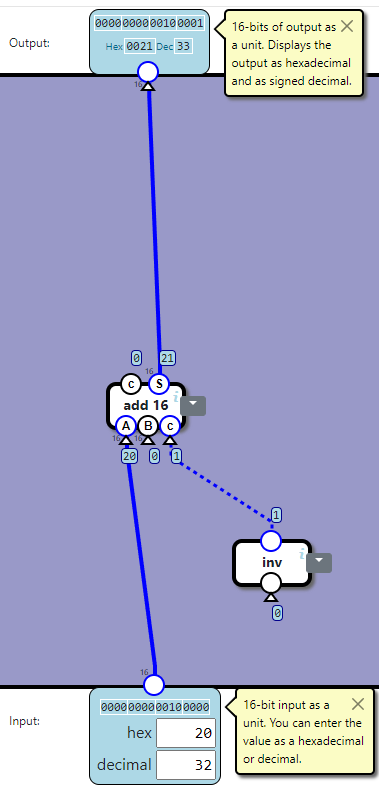 Output:
0000000000100001
Hex 0021 Dec 33
16-bits of output as
a unit. Displays the
output as hexadecimal
and as signed decimal.
16
0
16
21
c
S
i
add 16
A
B
c
16
16
20
0
1
1
i
inv
0
16
Input:
0000000000100000
hex 20
decimal 32
16-bit input as a
unit. You can enter the
value as a hexadecimal
or decimal.